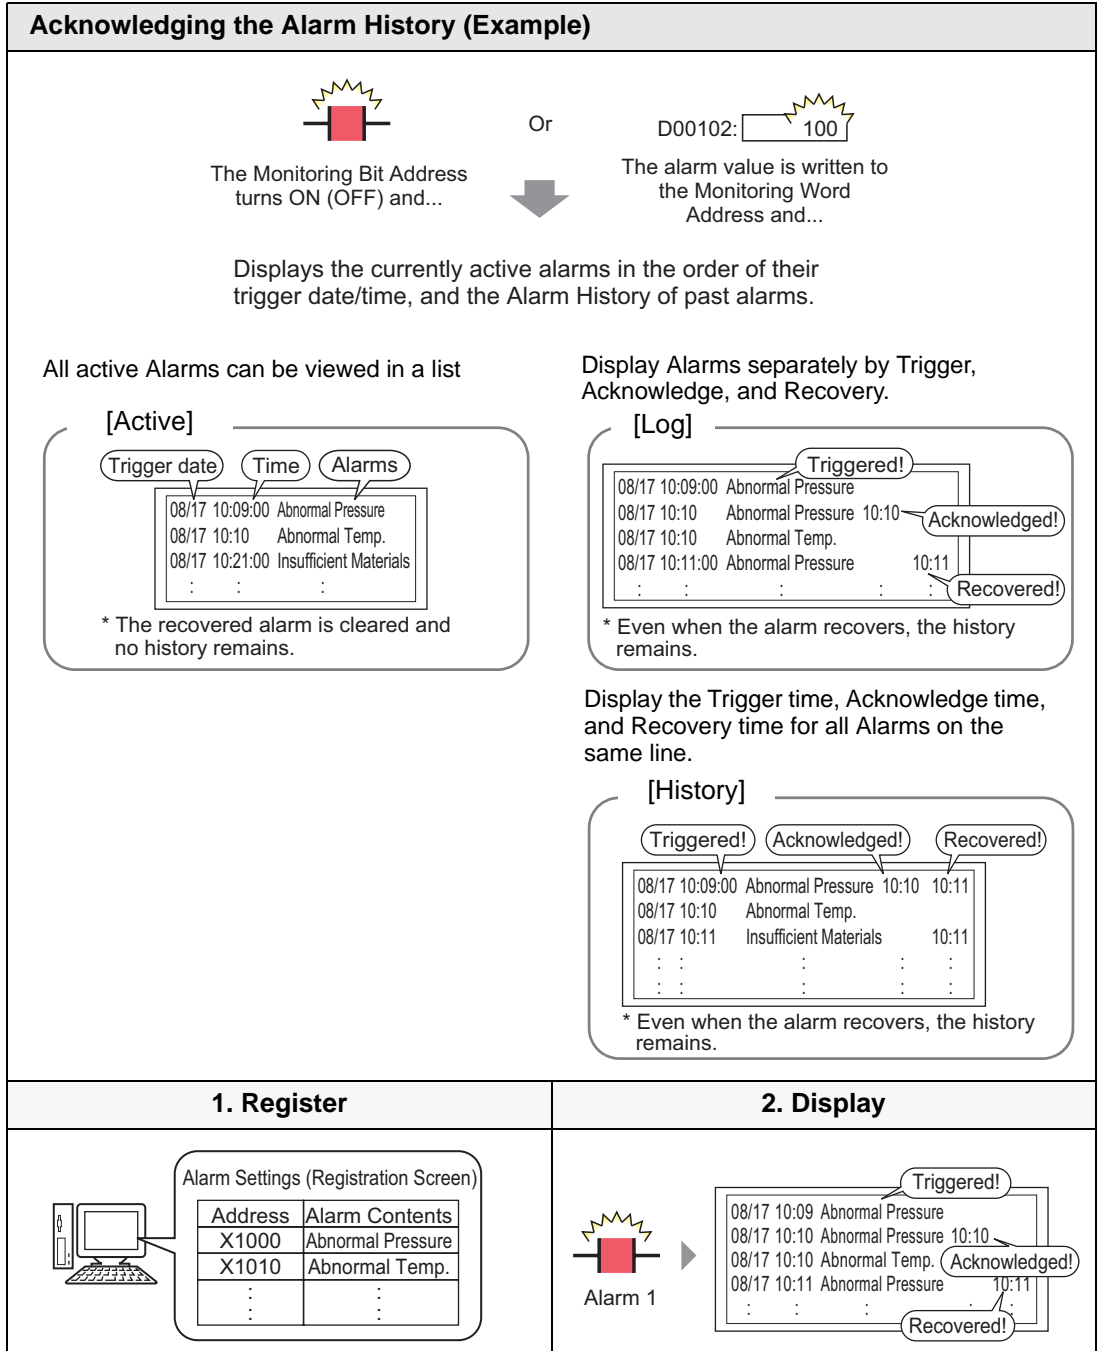 Acknowledging the Alarm History (Example)
Or
D00102:
100
The Monitoring Bit Address
turns ON (OFF) and...
The alarm value is written to
the Monitoring Word
Address and...
Displays the currently active alarms in the order of their
trigger date/time, and the Alarm History of past alarms.
All active Alarms can be viewed in a list
[Active]
Trigger date
Time
Alarms
08/17 10:09:00 Abnormal Pressure
08/17 10:10 Abnormal Temp.
08/17 10:21:00 Insufficient Materials
: : :
* The recovered alarm is cleared and
no history remains.
Display Alarms separately by Trigger,
Acknowledge, and Recovery.
[Log]
Triggered!
08/17 10:09:00 Abnormal Pressure
08/17 10:10 Abnormal Pressure 10:10
Acknowledged!
08/17 10:10 Abnormal Temp.
08/17 10:11:00 Abnormal Pressure 10:11
Recovered!
: : : : :
* Even when the alarm recovers, the history
remains.
Display the Trigger time, Acknowledge time,
and Recovery time for all Alarms on the
same line.
[History]
Triggered!
Acknowledged!
Recovered!
08/17 10:09:00 Abnormal Pressure 10:10 10:11
08/17 10:10 Abnormal Temp.
08/17 10:11 Insufficient Materials 10:11
: : : : :
: : : : :
* Even when the alarm recovers, the history
remains.
1. Register
2. Display
Alarm Settings (Registration Screen)
Address Alarm Contents
X1000 Abnormal Pressure
X1010 Abnormal Temp.
: :
: :
Alarm 1
Triggered!
08/17 10:09 Abnormal Pressure
08/17 10:10 Abnormal Pressure 10:10
08/17 10:10 Abnormal Temp.
Acknowledged!
08/17 10:11 Abnormal Pressure 10:11
: : : : :
Recovered!